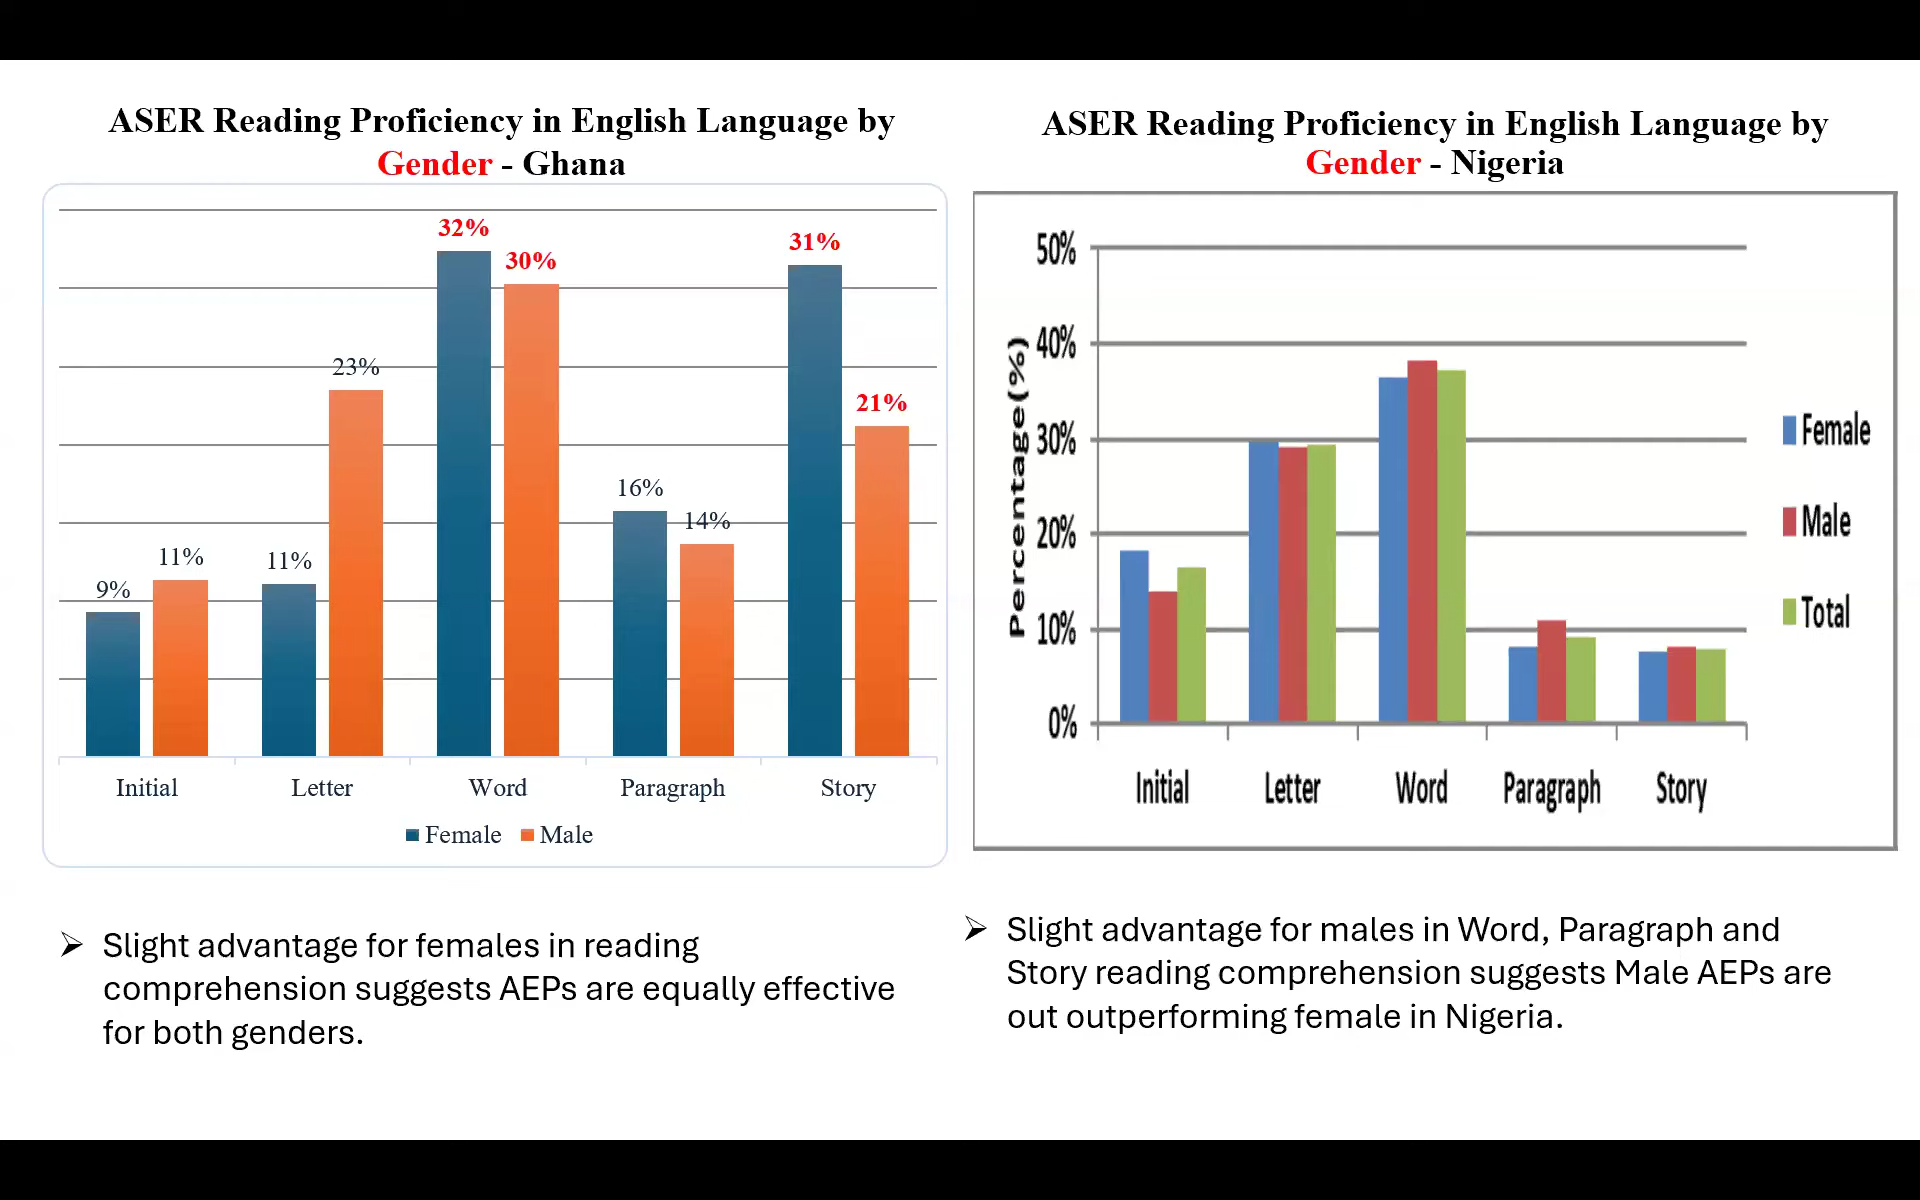 ASER Reading Proficiency in English Language by
Gender - Ghana
32%
30%
31%
23%
21%
16%
14%
11%
11%
9%
Initial
Letter
Word
Paragraph
Story
Female
Male
Slight advantage for females in reading
comprehension suggests AEPs are equally effective
for both genders.
ASER Reading Proficiency in English Language by
Gender - Nigeria
Percentage(%)
50%
40%
30%
20%
10%
0%
Initial
Letter
Word
Paragraph
Story
Female
Male
Total
Slight advantage for males in Word, Paragraph and
Story reading comprehension suggests Male AEPs are
out outperforming female in Nigeria.